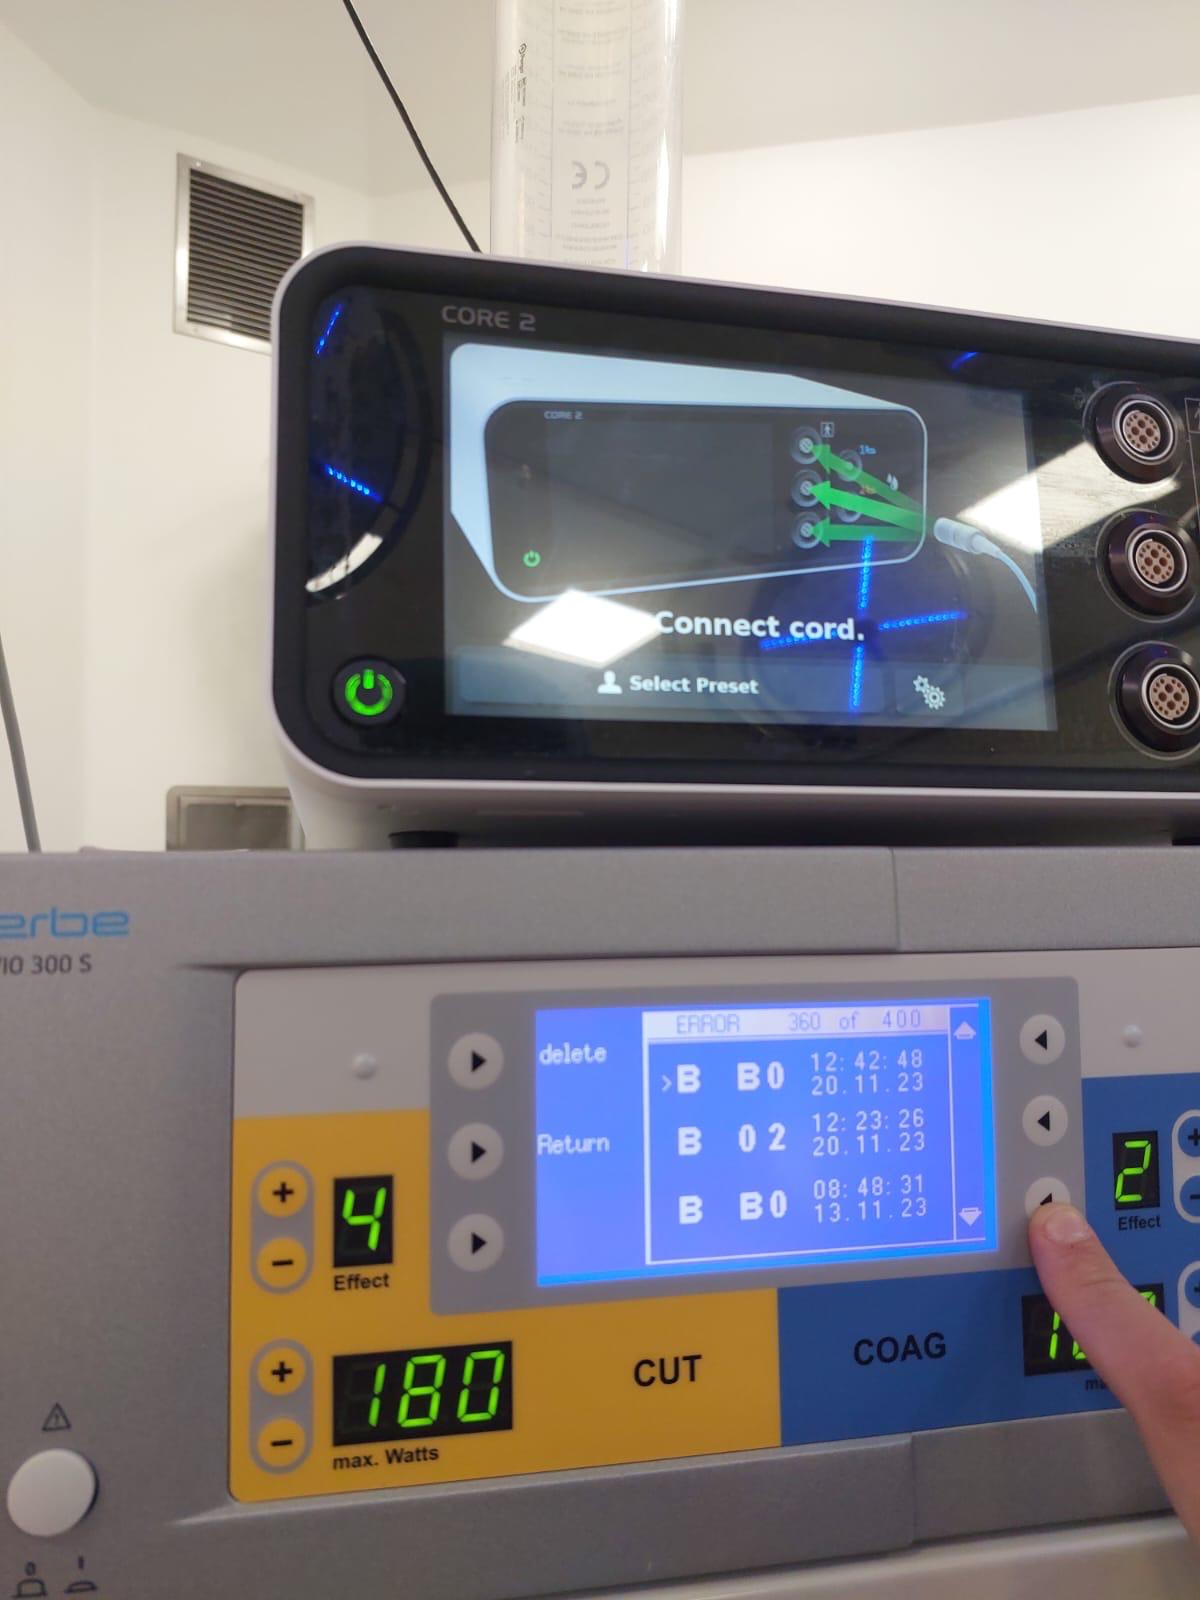 CE
CORE 2
CORE 2
Connect cord.
Select Preset
erbe
VIO 300 S
ERROR 360 of 400
delete
>B B0 12:42:48
20.11.23
Return
B 02 12:23:26
20.11.23
B B0 08:48:31
13.11.23
+
4
−
Effect
2
Effect
+
180
−
max. Watts
CUT
COAG